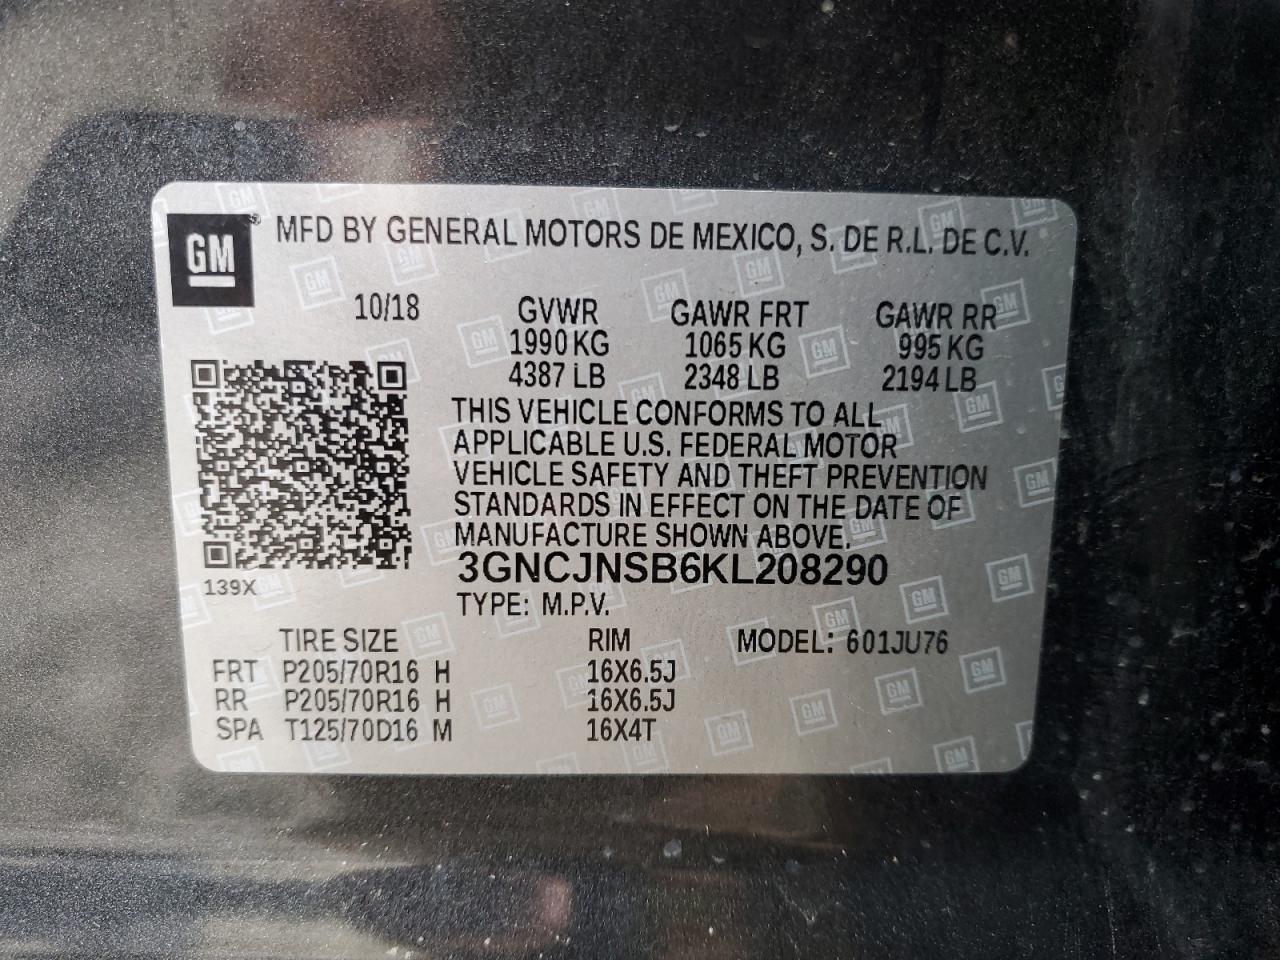 GM
MFD BY GENERAL MOTORS DE MEXICO, S. DE R.L. DE C.V.
10/18 GVWR GAWR FRT GAWR RR
1990 KG 1065 KG 995 KG
4387 LB 2348 LB 2194 LB
THIS VEHICLE CONFORMS TO ALL
APPLICABLE U.S. FEDERAL MOTOR
VEHICLE SAFETY AND THEFT PREVENTION
STANDARDS IN EFFECT ON THE DATE OF
MANUFACTURE SHOWN ABOVE.
3GNCJNSB6KL208290
139X
TYPE: M.P.V.
TIRE SIZE RIM MODEL: 601JU76
FRT P205/70R16 H 16X6.5J
RR P205/70R16 H 16X6.5J
SPA T125/70D16 M 16X4T